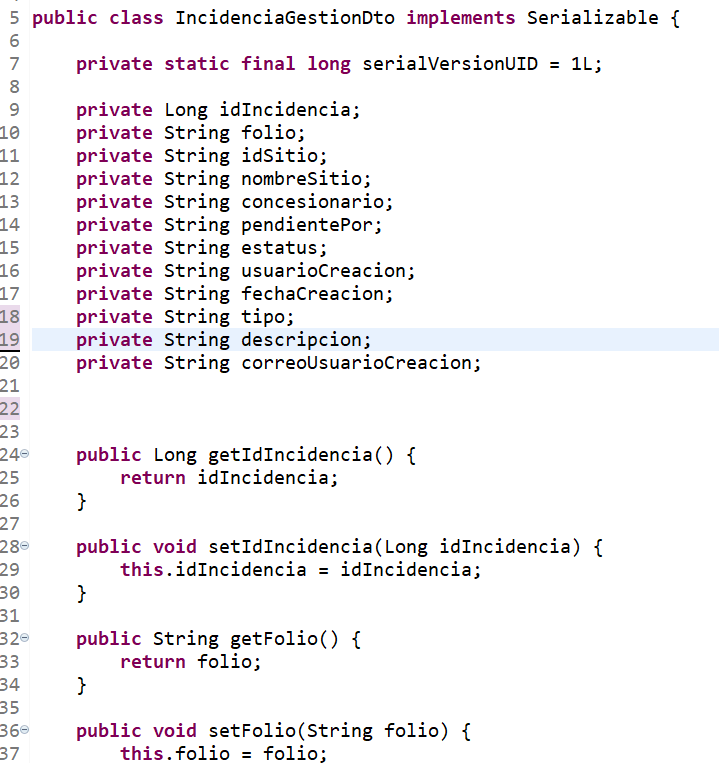 5 public class IncidenciaGestionDto implements Serializable {
6
7     private static final long serialVersionUID = 1L;
8
9     private Long idIncidencia;
10     private String folio;
11     private String idSitio;
12     private String nombreSitio;
13     private String concesionario;
14     private String pendientePor;
15     private String estatus;
16     private String usuarioCreacion;
17     private String fechaCreacion;
18     private String tipo;
19     private String descripcion;
20     private String correoUsuarioCreacion;
21
22
23
24     public Long getIdIncidencia() {
25         return idIncidencia;
26     }
27
28     public void setIdIncidencia(Long idIncidencia) {
29         this.idIncidencia = idIncidencia;
30     }
31
32     public String getFolio() {
33         return folio;
34     }
35
36     public void setFolio(String folio) {
37         this.folio = folio;